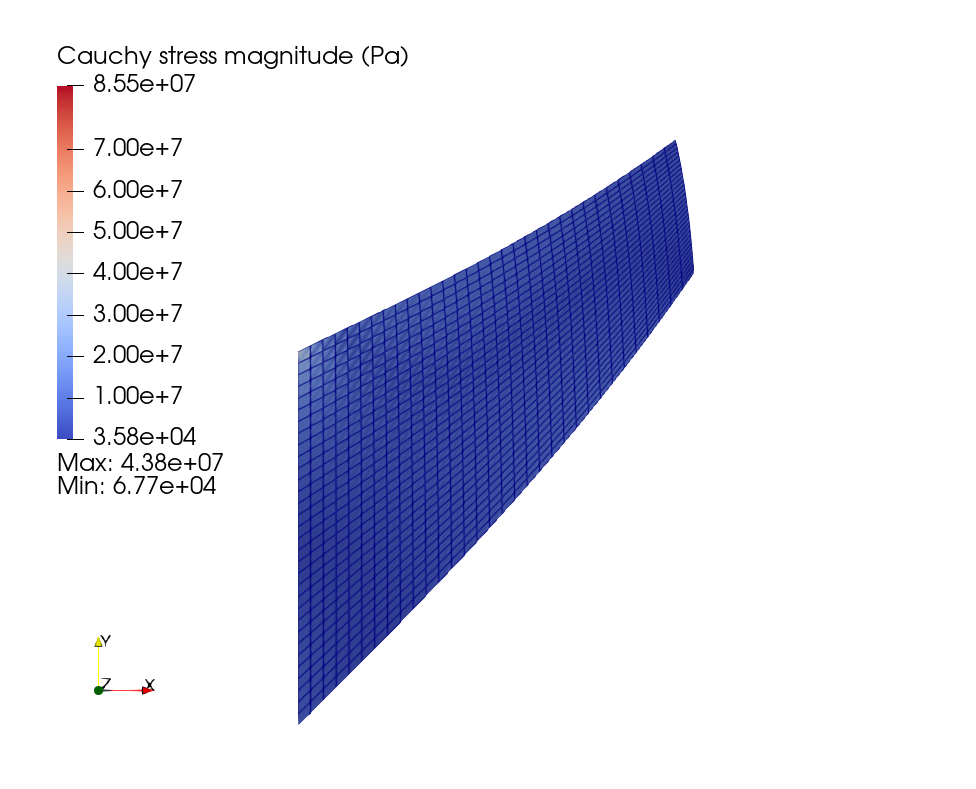 Cauchy stress magnitude (Pa)
8.55e+07
7.00e+7
6.00e+7
5.00e+7
4.00e+7
3.00e+7
2.00e+7
1.00e+7
3.58e+04
Max: 4.38e+07
Min: 6.77e+04
Y
Z X